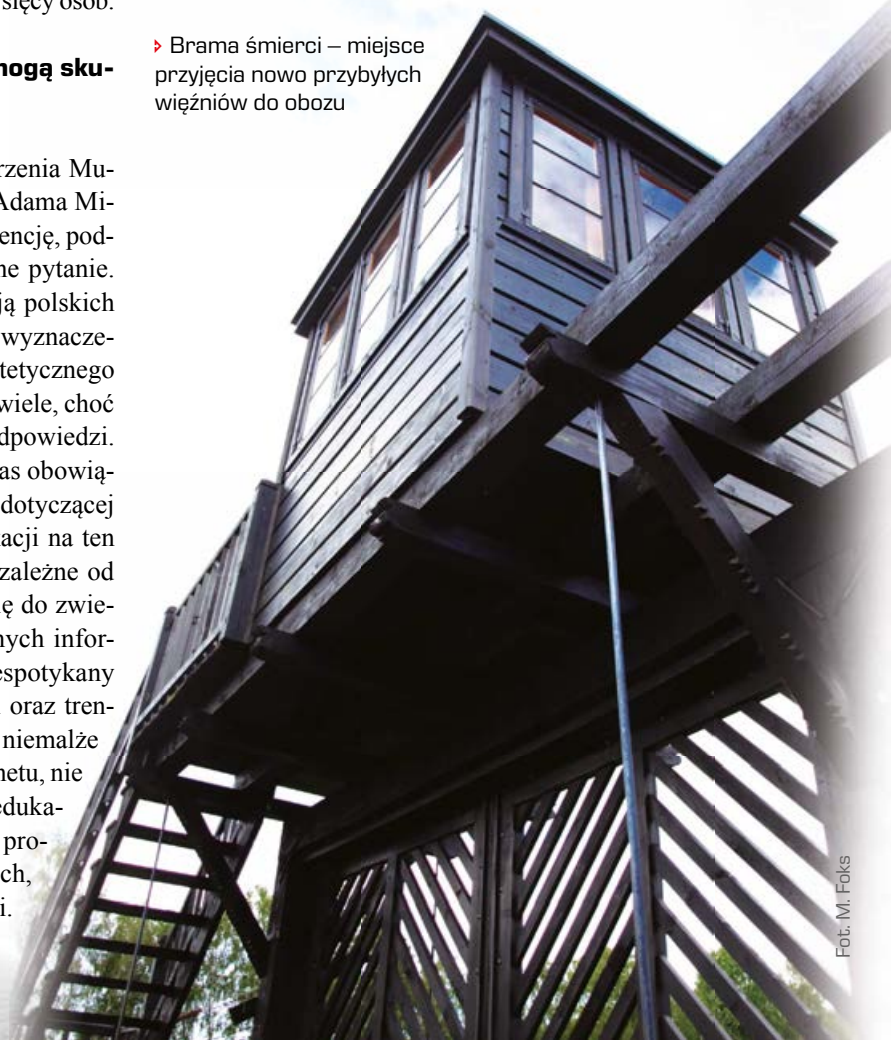 sięcy osób.
nogą sku-
rzenia Mu-
Adama Mi-
encję, pod-
ne pytanie.
ją polskich
wyznacze-
tetycznego
wiele, choć
dpowiedzi.
as obowią-
dotyczącej
acji na ten
zależne od
ę do zwie-
nych infor-
espotykany
oraz tren-
niemalże
netu, nie
eduka-
pro-
ch,
i.
Brama śmierci – miejsce
przyjęcia nowo przybyłych
więźniów do obozu
Fot. M. Foks